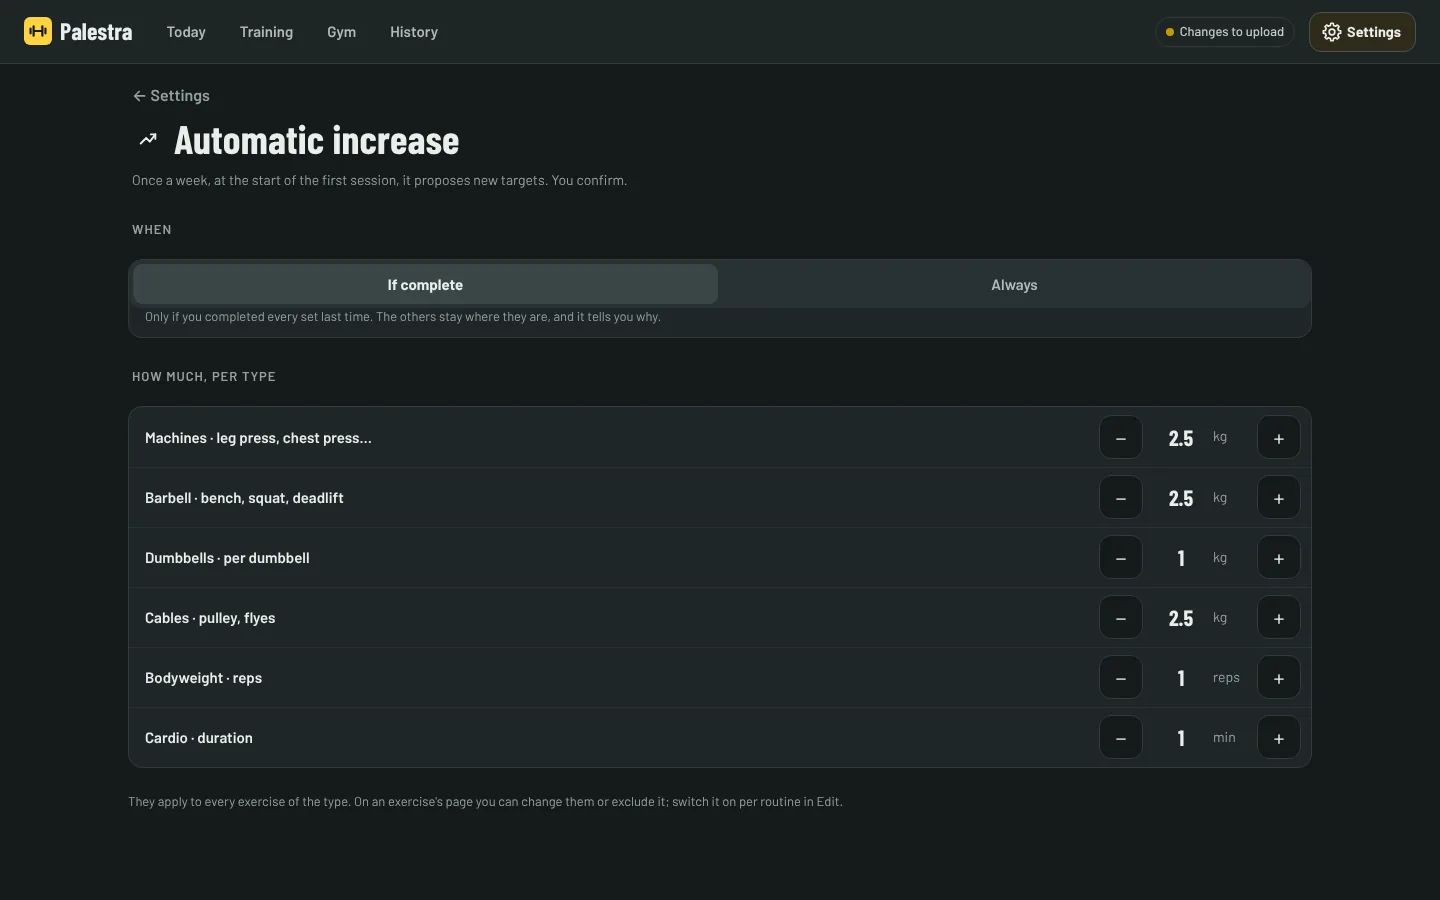 Palestra
Today
Training
Gym
History
Changes to upload
Settings
← Settings
Automatic increase
Once a week, at the start of the first session, it proposes new targets. You confirm.
WHEN
If complete
Always
Only if you completed every set last time. The others stay where they are, and it tells you why.
HOW MUCH, PER TYPE
Machines · leg press, chest press... − 2.5 kg +
Barbell · bench, squat, deadlift − 2.5 kg +
Dumbbells · per dumbbell − 1 kg +
Cables · pulley, flyes − 2.5 kg +
Bodyweight · reps − 1 reps +
Cardio · duration − 1 min +
They apply to every exercise of the type. On an exercise's page you can change them or exclude it; switch it on per routine in Edit.